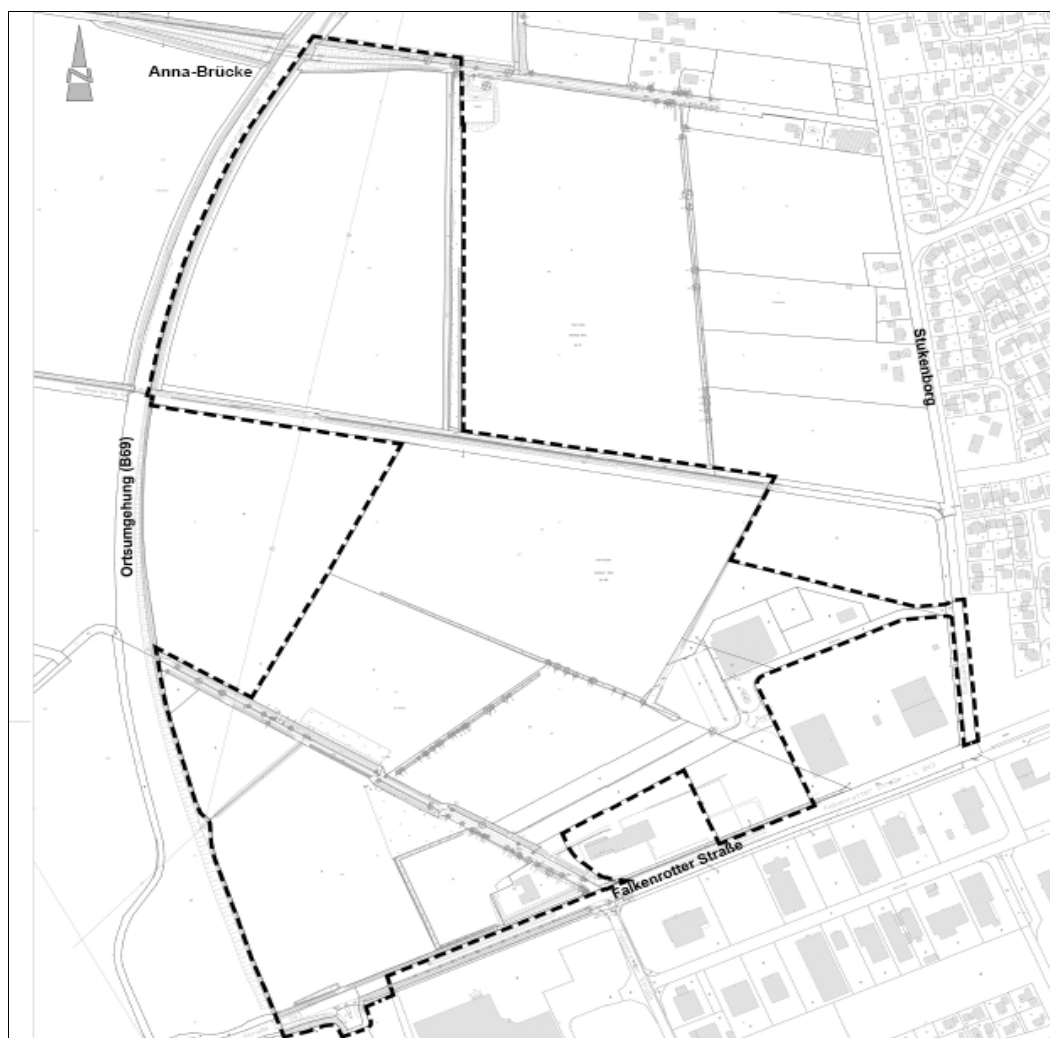 Anna-Brücke
N
Stukenborg
Ortsumgehung (B69)
Falkenrotter Straße